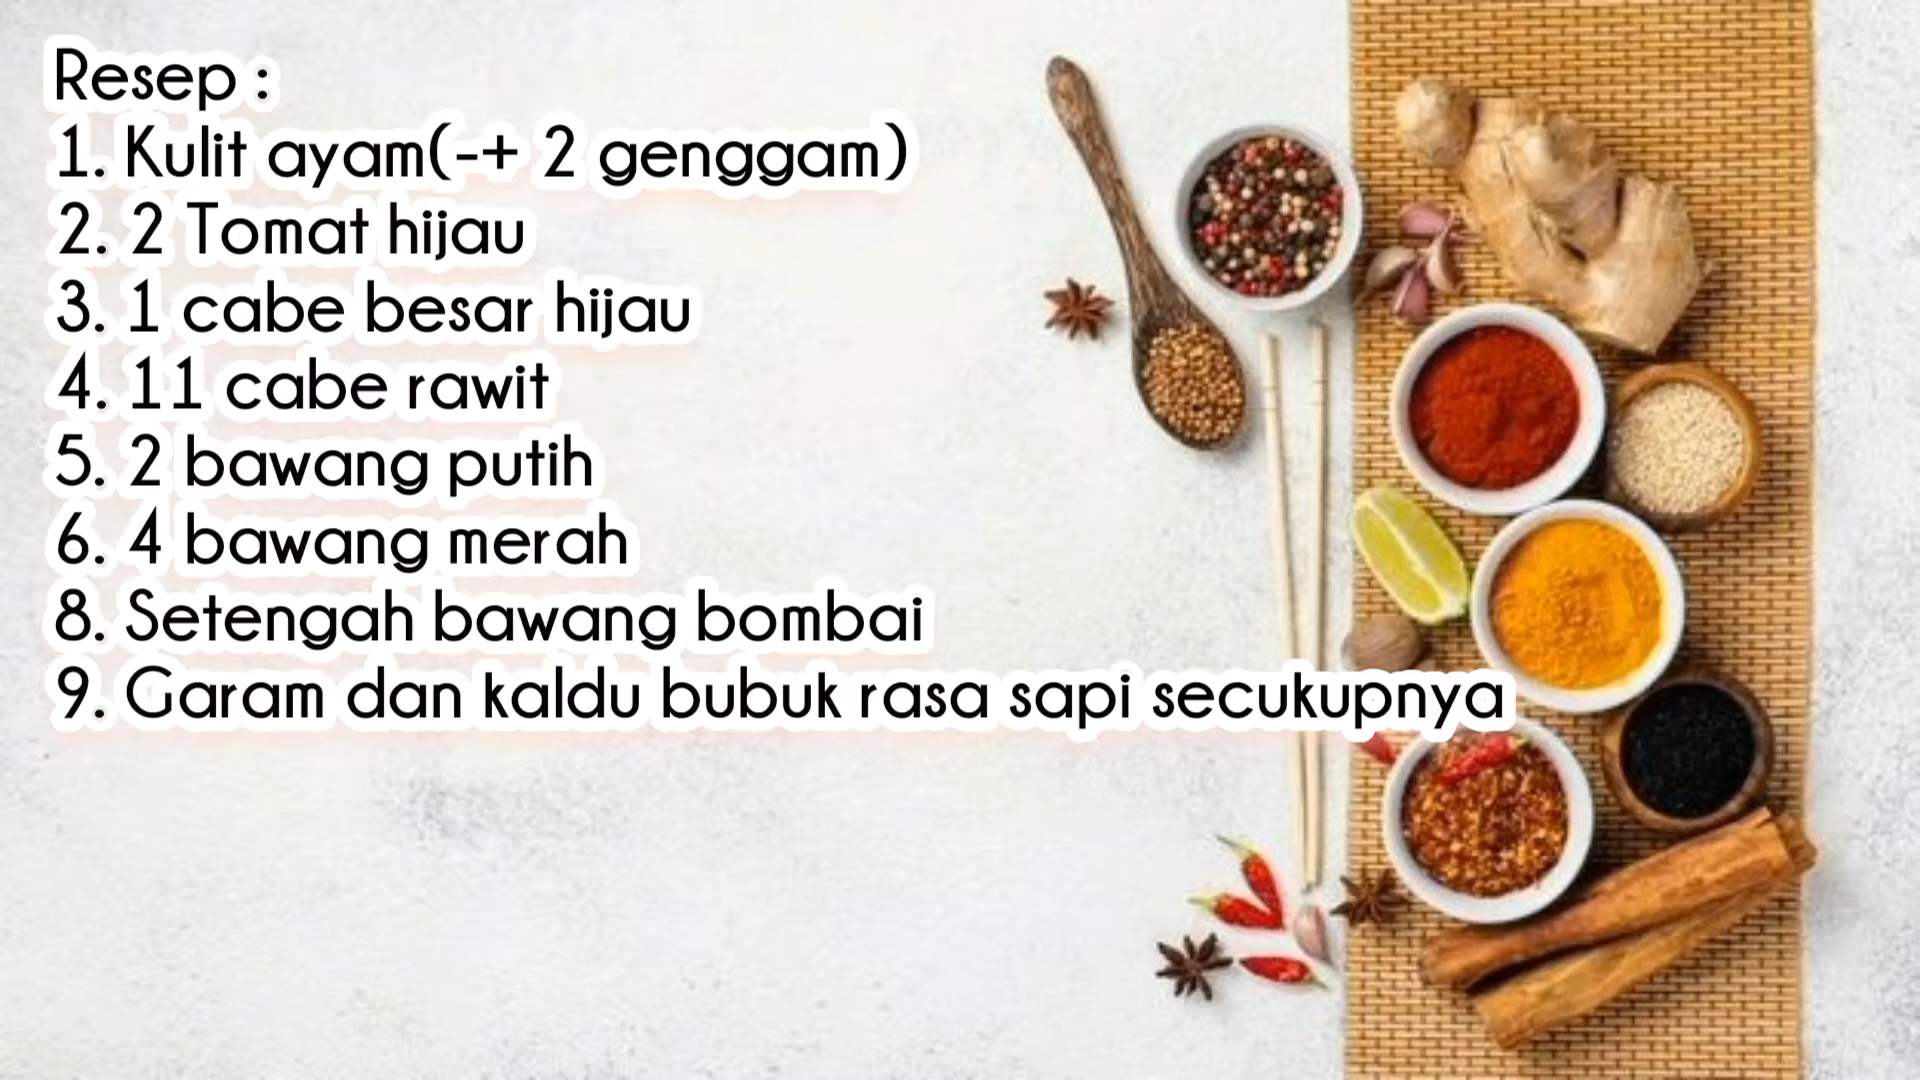 Resep :
1. Kulit ayam(-+ 2 genggam)
2. 2 Tomat hijau
3. 1 cabe besar hijau
4. 11 cabe rawit
5. 2 bawang putih
6. 4 bawang merah
8. Setengah bawang bombai
9. Garam dan kaldu bubuk rasa sapi secukupnya